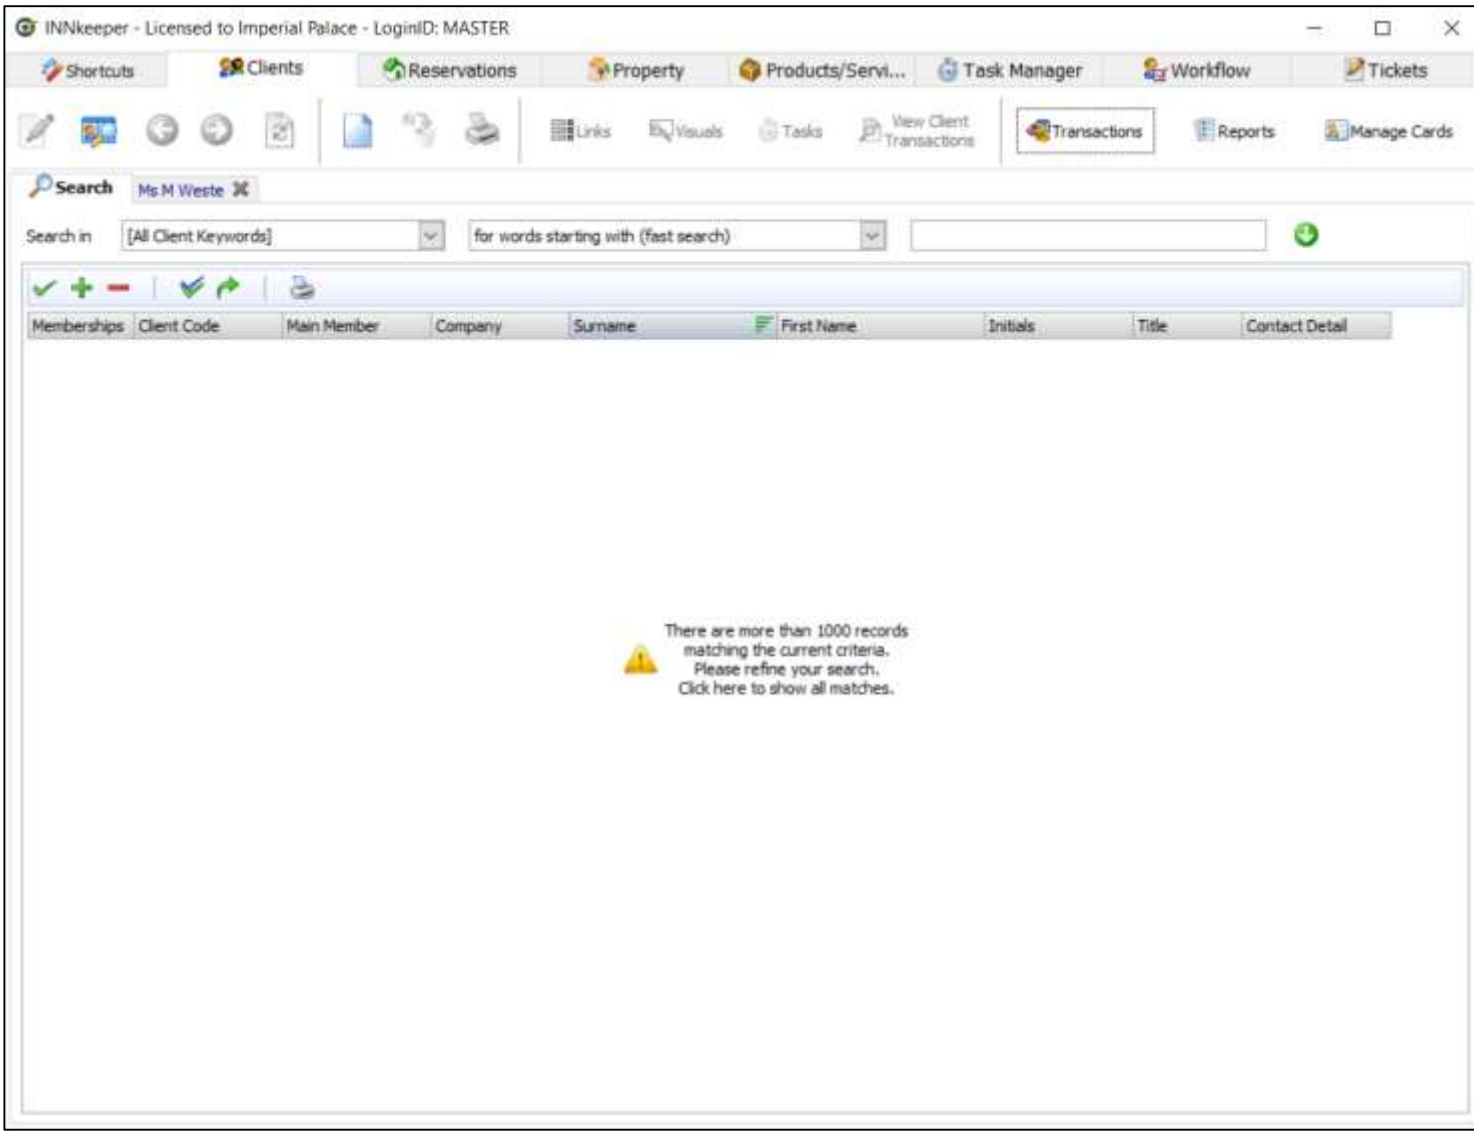 INNkeeper - Licensed to Imperial Palace - LoginID: MASTER
Shortcuts Clients Reservations Property Products/Servi... Task Manager Workflow Tickets
Links Visuals Tasks View Client Transactions Transactions Reports Manage Cards
Search Ms M Weste
Search in [All Client Keywords] for words starting with (fast search)
Memberships Client Code Main Member Company Surname First Name Initials Title Contact Detail
There are more than 1000 records
matching the current criteria.
Please refine your search.
Click here to show all matches.